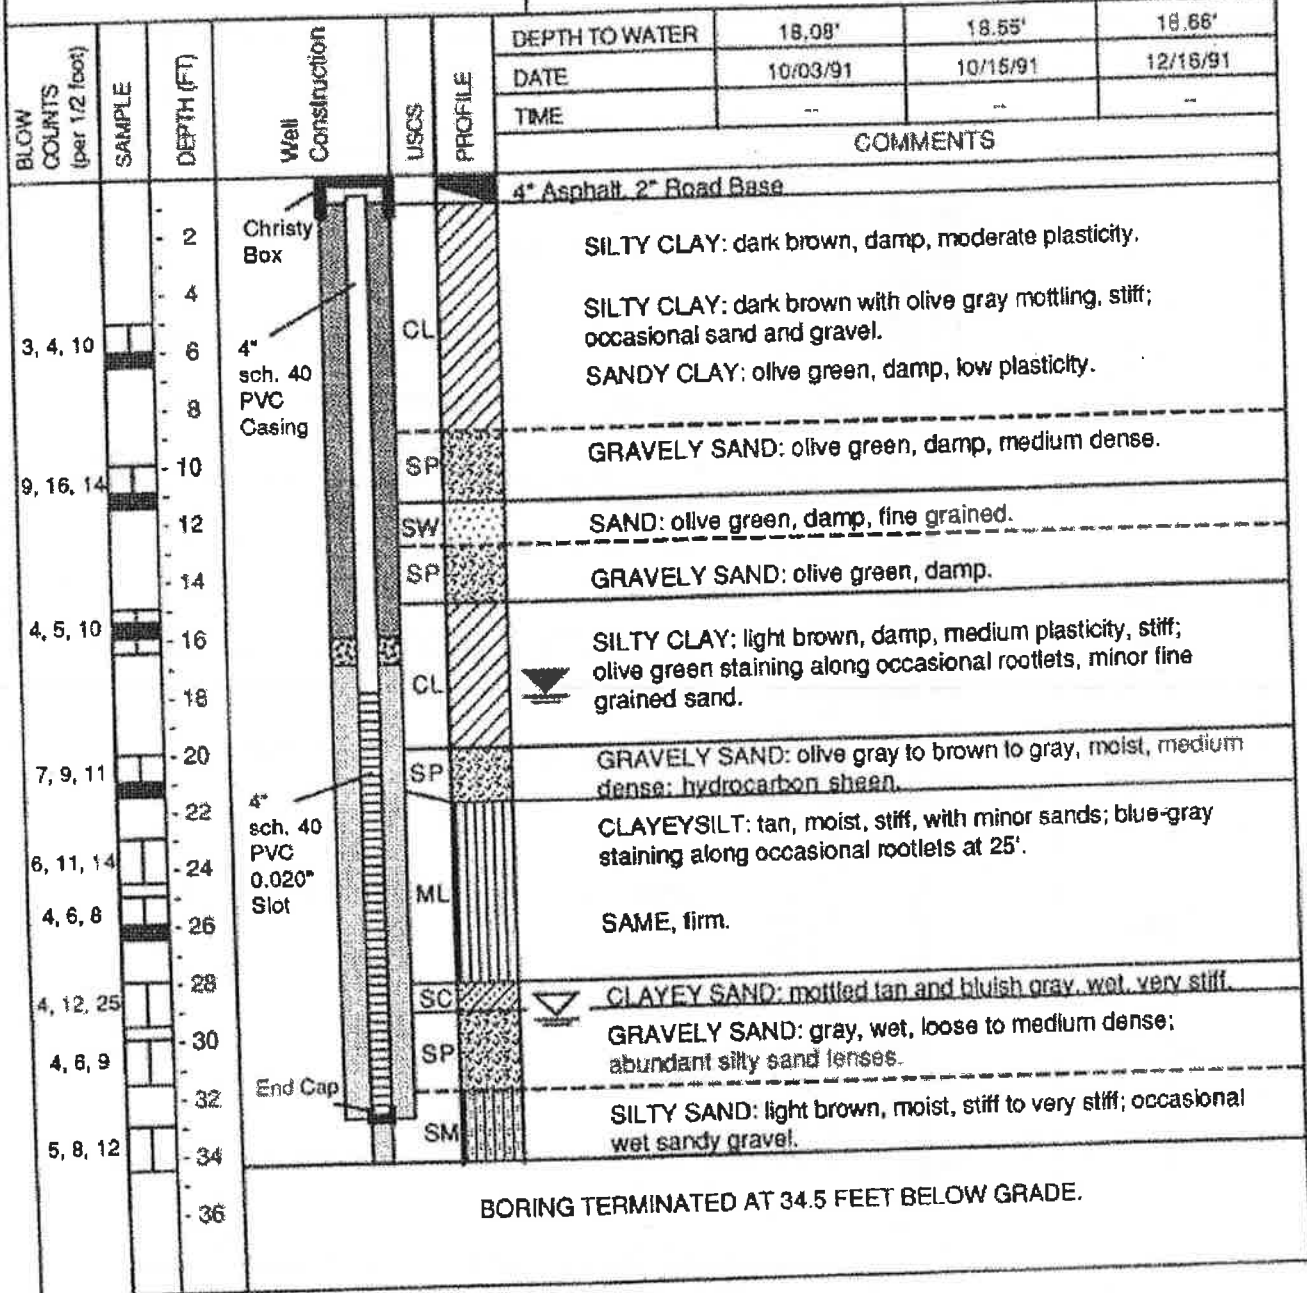 DEPTH TO WATER 18.08' 18.55' 18.66'
DATE 10/03/91 10/15/91 12/16/91
TIME -- -- --
BLOW COUNTS (per 1/2 foot)
SAMPLE
DEPTH (FT)
Well Construction
USCS
PROFILE
COMMENTS
4" Asphalt, 2" Road Base
Christy
Box
2
SILTY CLAY: dark brown, damp, moderate plasticity.
4
SILTY CLAY: dark brown with olive gray mottling, stiff;
occasional sand and gravel.
CL
3, 4, 10
6
4"
sch. 40
PVC
Casing
SANDY CLAY: olive green, damp, low plasticity.
8
GRAVELY SAND: olive green, damp, medium dense.
SP
10
9, 16, 14
12
SW
SAND: olive green, damp, fine grained.
SP
14
GRAVELY SAND: olive green, damp.
4, 5, 10
16
SILTY CLAY: light brown, damp, medium plasticity, stiff;
olive green staining along occasional rootlets, minor fine
grained sand.
CL
18
20
GRAVELY SAND: olive gray to brown to gray, moist, medium
dense; hydrocarbon sheen.
SP
7, 9, 11
22
4"
sch. 40
PVC
0.020"
Slot
CLAYEYSILT: tan, moist, stiff, with minor sands; blue-gray
staining along occasional rootlets at 25'.
6, 11, 14
24
ML
4, 6, 8
26
SAME, firm.
28
4, 12, 25
SC
CLAYEY SAND: mottled tan and bluish gray, wet, very stiff.
30
SP
GRAVELY SAND: gray, wet, loose to medium dense;
abundant silty sand lenses.
4, 6, 9
End Cap
32
SILTY SAND: light brown, moist, stiff to very stiff; occasional
wet sandy gravel.
SM
5, 8, 12
34
36
BORING TERMINATED AT 34.5 FEET BELOW GRADE.